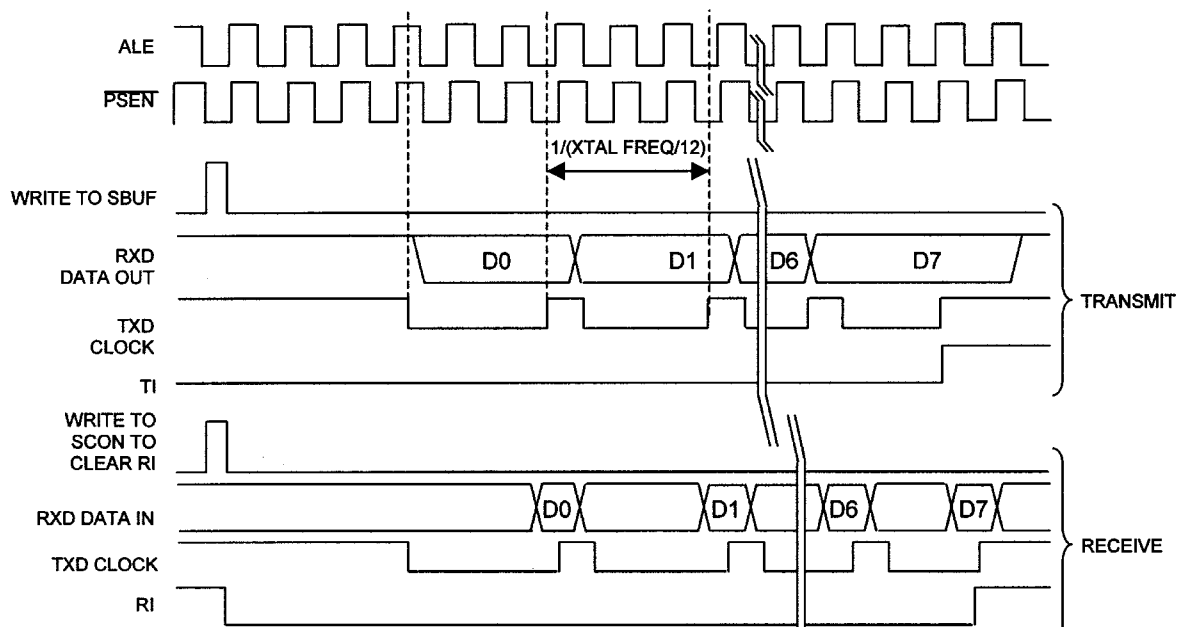 ALE
PSEN
1/(XTAL FREQ/12)
WRITE TO SBUF
RXD
DATA OUT
D0
D1
D6
D7
TXD
CLOCK
TI
TRANSMIT
WRITE TO
SCON TO
CLEAR RI
RXD DATA IN
D0
D1
D6
D7
TXD CLOCK
RI
RECEIVE